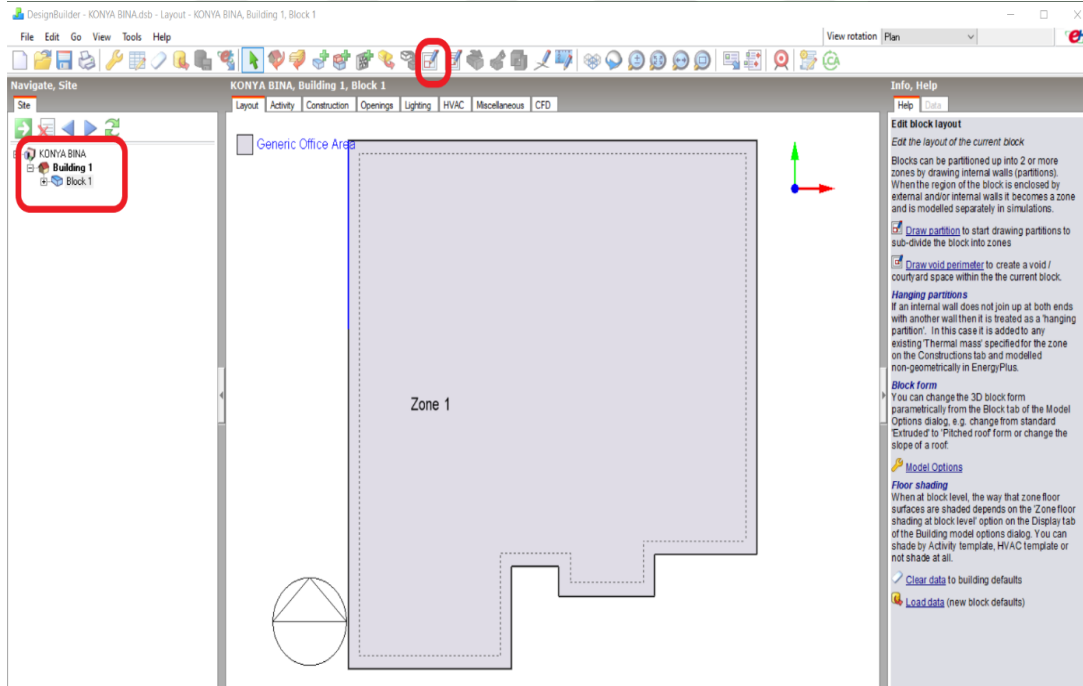 DesignBuilder - KONYA BINA.dsb - Layout - KONYA BINA, Building 1, Block 1
File Edit Go View Tools Help
View rotation Plan
Navigate, Site
Site
KONYA BINA
Building 1
Block 1
KONYA BINA, Building 1, Block 1
Layout Activity Construction Openings Lighting HVAC Miscellaneous CFD
Generic Office Area
Zone 1
Info, Help
Help Data
Edit block layout
Edit the layout of the current block
Blocks can be partitioned up into 2 or more
zones by drawing internal walls (partitions).
When the region of the block is enclosed by
external and/or internal walls it becomes a zone
and is modelled separately in simulations.
Draw partition to start drawing partitions to
sub-divide the block into zones
Draw void perimeter to create a void /
courtyard space within the the current block.
Hanging partitions
If an internal wall does not join up at both ends
with another wall then it is treated as a 'hanging
partition'. In this case it is added to any
existing 'Thermal mass' specified for the zone
on the Constructions tab and modelled
non-geometrically in EnergyPlus.
Block form
You can change the 3D block form
parametrically from the Block tab of the Model
Options dialog, e.g. change from standard
'Extruded' to 'Pitched roof' form or change the
slope of a roof:
Model Options
Floor shading
When at block level, the way that zone floor
surfaces are shaded depends on the 'Zone floor
shading at block level' option on the Display tab
of the Building model options dialog. You can
shade by Activity template, HVAC template or
not shade at all.
Clear data to building defaults
Load data (new block defaults)